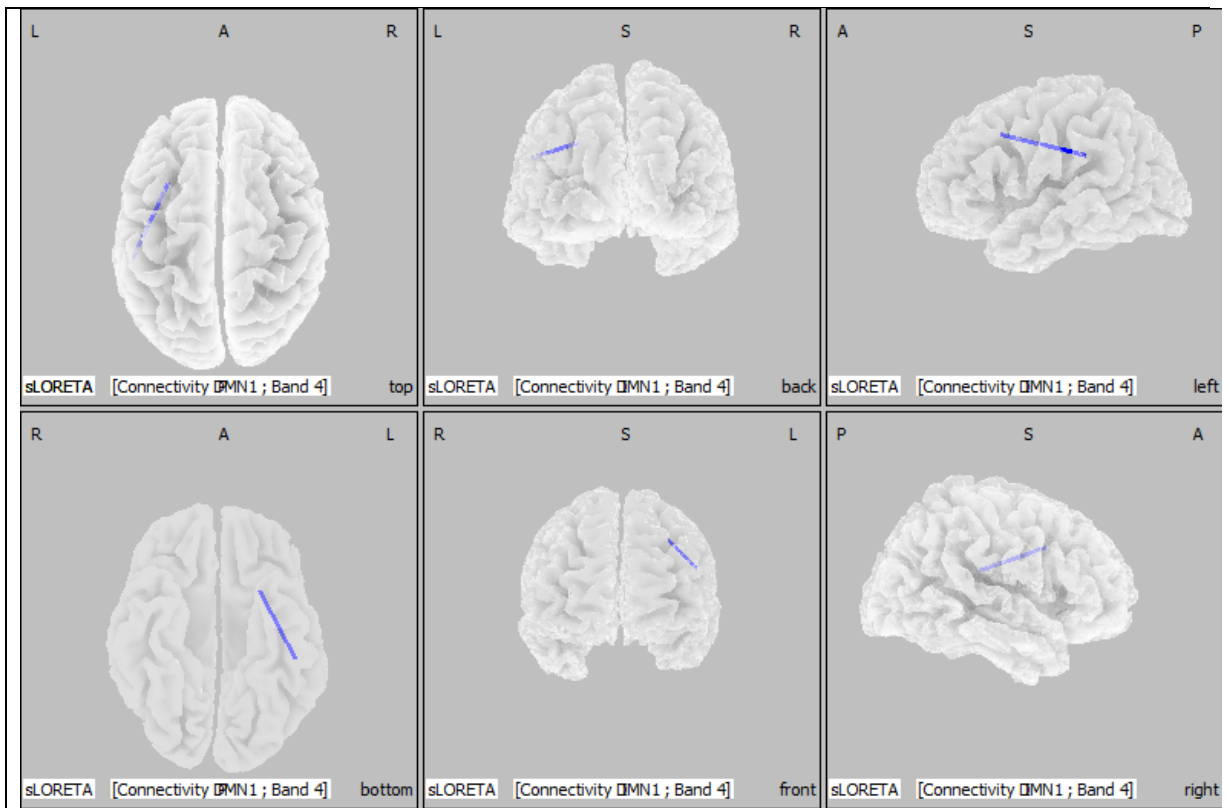 L A R
L S R
A S P
sLORETA [Connectivity MN1 ; Band 4] top
sLORETA [Connectivity MN1 ; Band 4] back
sLORETA [Connectivity MN1 ; Band 4] left
R A L
R S L
P S A
sLORETA [Connectivity MN1 ; Band 4] bottom
sLORETA [Connectivity MN1 ; Band 4] front
sLORETA [Connectivity MN1 ; Band 4] right